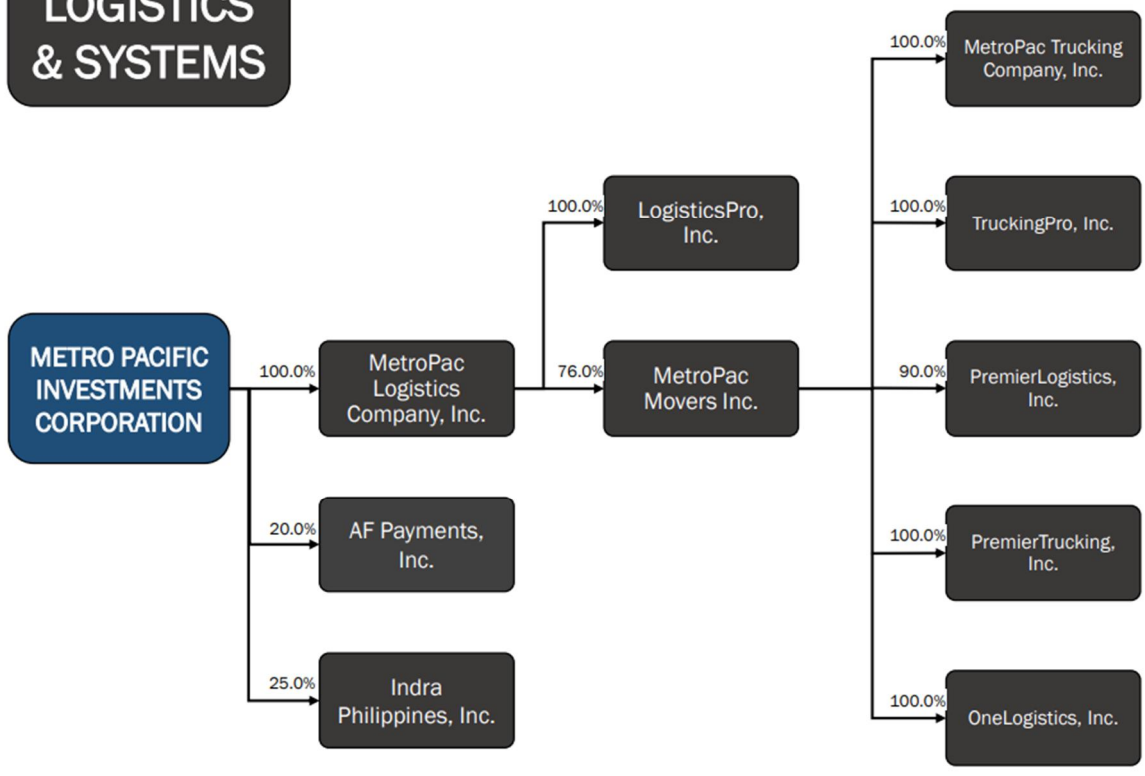 LOGISTICS
& SYSTEMS
100.0%
MetroPac Trucking
Company, Inc.
100.0%
LogisticsPro,
Inc.
100.0%
TruckingPro, Inc.
METRO PACIFIC
INVESTMENTS
CORPORATION
100.0%
MetroPac
Logistics
Company, Inc.
76.0%
MetroPac
Movers Inc.
90.0%
PremierLogistics,
Inc.
20.0%
AF Payments,
Inc.
100.0%
PremierTrucking,
Inc.
25.0%
Indra
Philippines, Inc.
100.0%
OneLogistics, Inc.